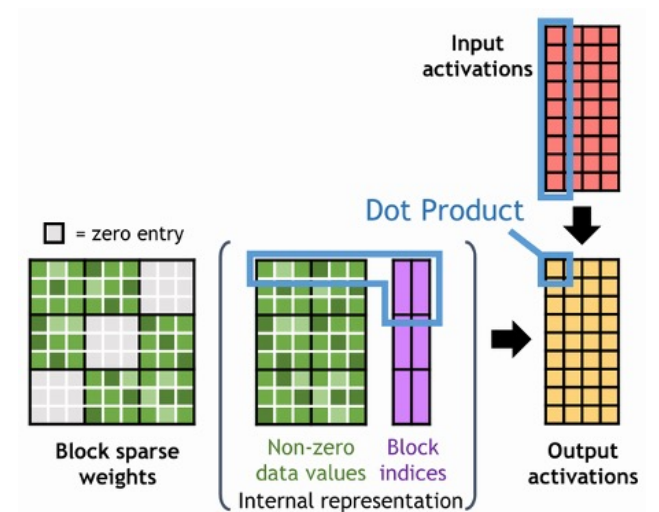 Input
activations
Dot Product
= zero entry
Block sparse
weights
Non-zero
data values
Block
indices
Internal representation
Output
activations